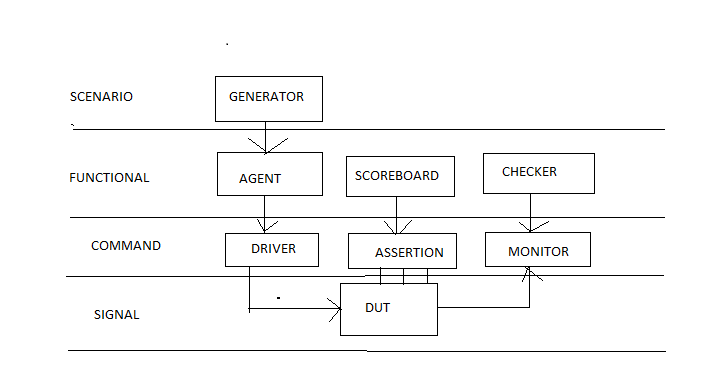 SCENARIO GENERATOR
FUNCTIONAL AGENT SCOREBOARD CHECKER
COMMAND DRIVER ASSERTION MONITOR
SIGNAL DUT